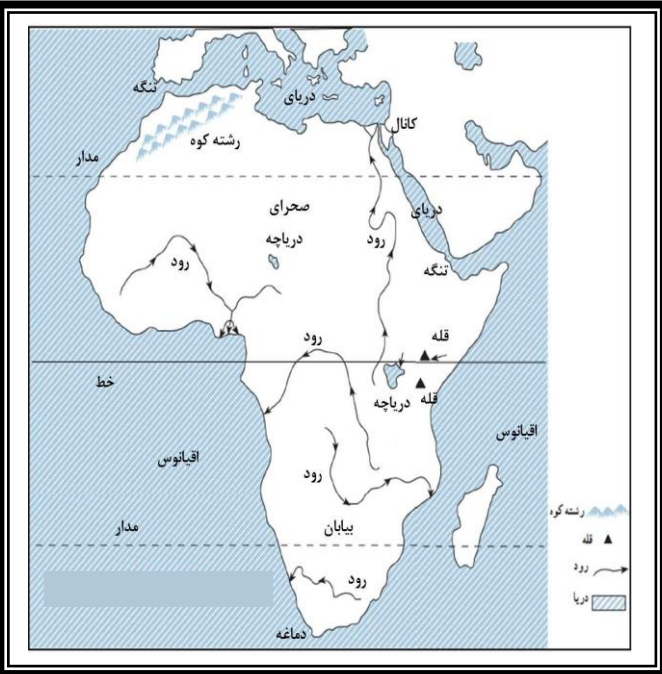 تنگه
دریای
کانال
رشته کوه
مدار
صحرای
دریای
دریاچه
رود
رود
تنگه
رود
قله
خط
دریاچه
قله
اقیانوس
اقیانوس
رود
مدار
بیابان
رود
دماغه
رشته کوه
قله
رود
دریا